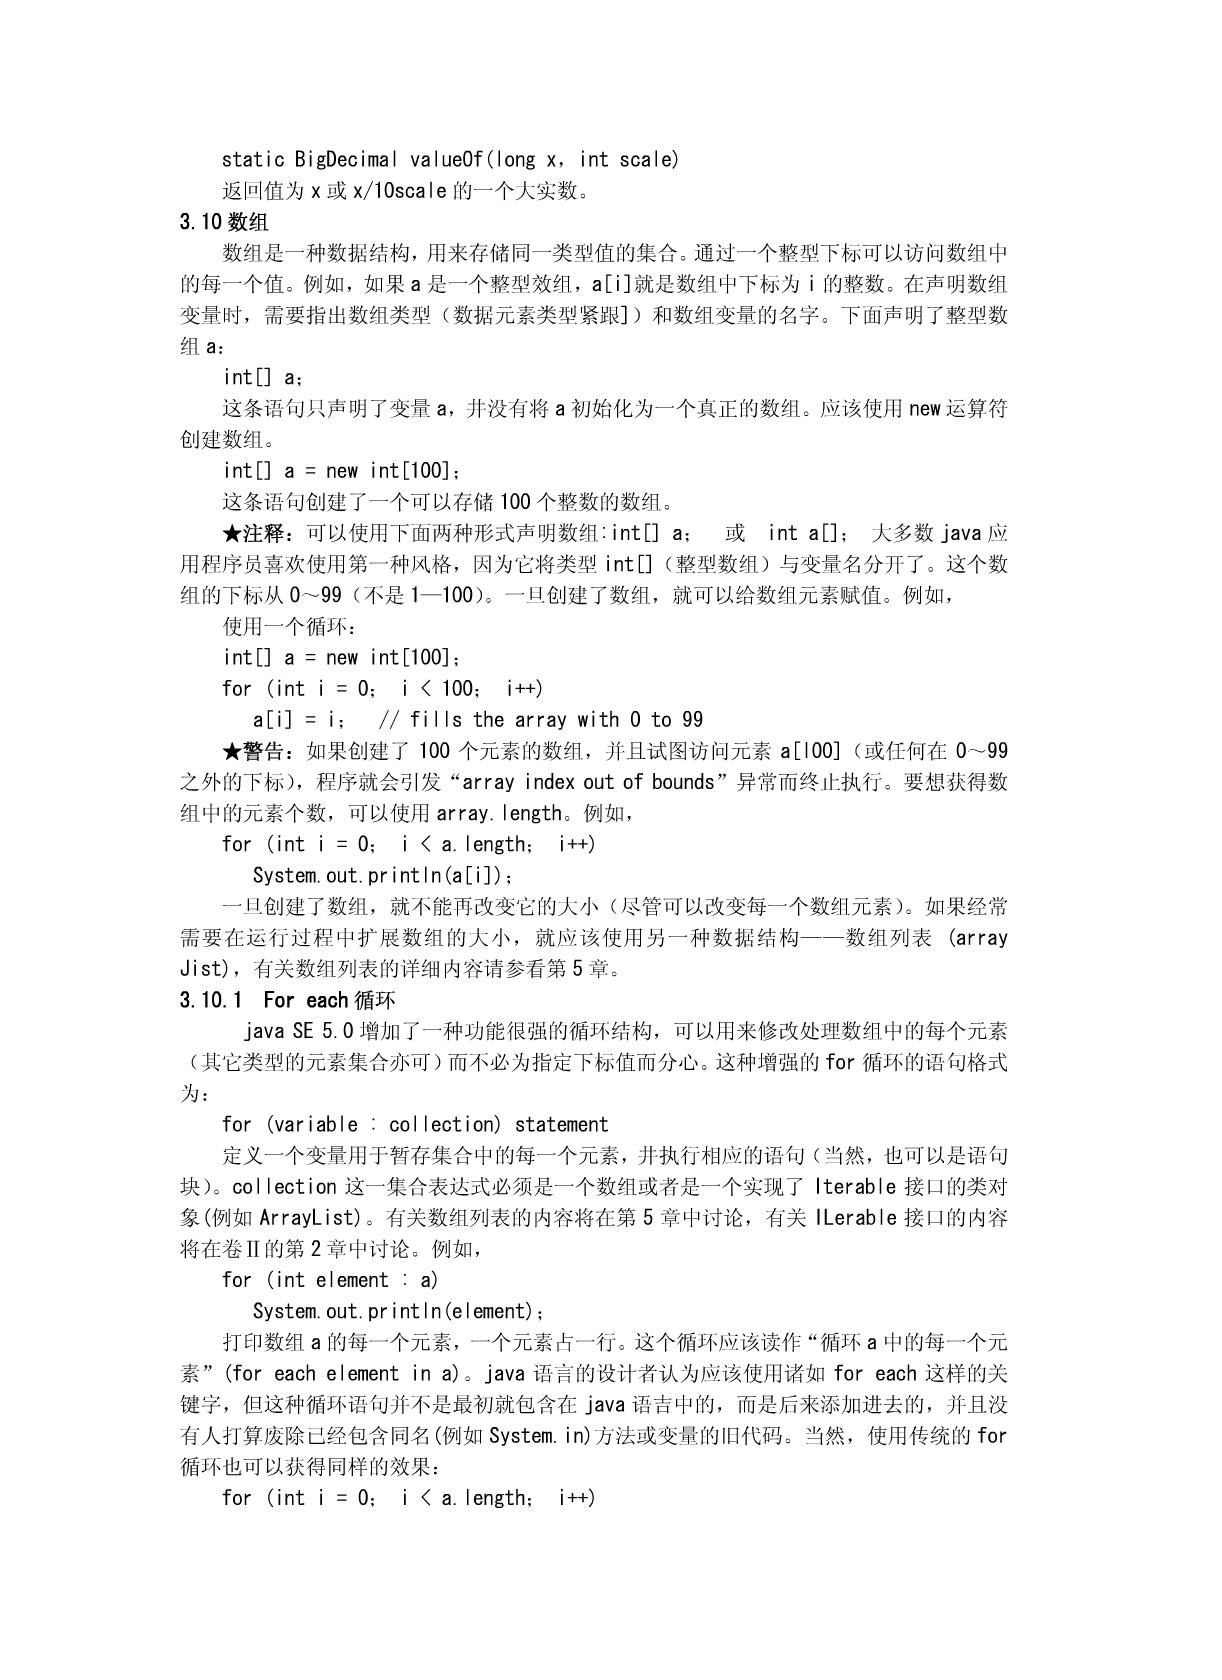 static BigDecimal valueOf(long x，int scale)
返回值为 x 或 x/10scale 的一个大实数。
3.10 数组
数组是一种数据结构，用来存储同一类型值的集合。通过一个整型下标可以访问数组中
的每一个值。例如，如果 a 是一个整型效组，a[i]就是数组中下标为 i 的整数。在声明数组
变量时，需要指出数组类型（数据元素类型紧跟]）和数组变量的名字。下面声明了整型数
组 a：
int[] a；
这条语句只声明了变量 a，井没有将 a 初始化为一个真正的数组。应该使用 new 运算符
创建数组。
int[] a = new int[100]；
这条语句创建了一个可以存储 100 个整数的数组。
★注释：可以使用下面两种形式声明数组:int[] a；  或  int a[]； 大多数 java 应
用程序员喜欢使用第一种风格，因为它将类型 int[]（整型数组）与变量名分开了。这个数
组的下标从 0～99（不是 1—100）。一旦创建了数组，就可以给数组元素赋值。例如，
使用一个循环：
int[] a = new int[100]；
for (int i = 0； i < 100； i++)
a[i] = i；  // fills the array with 0 to 99
★警告：如果创建了 100 个元素的数组，并且试图访问元素 a[l00]（或任何在 0～99
之外的下标），程序就会引发“array index out of bounds”异常而终止执行。要想获得数
组中的元素个数，可以使用 array.length。例如，
for (int i = 0； i < a.length； i++)
System.out.println(a[i])；
一旦创建了数组，就不能再改变它的大小（尽管可以改变每一个数组元素）。如果经常
需要在运行过程中扩展数组的大小，就应该使用另一种数据结构——数组列表 (array
Jist)，有关数组列表的详细内容请参看第 5 章。
3.10.1  For each 循环
java SE 5.0 增加了一种功能很强的循环结构，可以用来修改处理数组中的每个元素
（其它类型的元素集合亦可）而不必为指定下标值而分心。这种增强的 for 循环的语句格式
为：
for (variable : collection) statement
定义一个变量用于暂存集合中的每一个元素，井执行相应的语句（当然，也可以是语句
块）。collection 这一集合表达式必须是一个数组或者是一个实现了 Iterable 接口的类对
象(例如 ArrayList)。有关数组列表的内容将在第 5 章中讨论，有关 ILerable 接口的内容
将在卷Ⅱ的第 2 章中讨论。例如，
for (int element : a)
System.out.println(element)；
打印数组 a 的每一个元素，一个元素占一行。这个循环应该读作“循环 a 中的每一个元
素”(for each element in a)。java 语言的设计者认为应该使用诸如 for each 这样的关
键字，但这种循环语句并不是最初就包含在 java 语吉中的，而是后来添加进去的，并且没
有人打算废除已经包含同名(例如 System.in)方法或变量的旧代码。当然，使用传统的 for
循环也可以获得同样的效果：
for (int i = 0； i < a.length； i++)